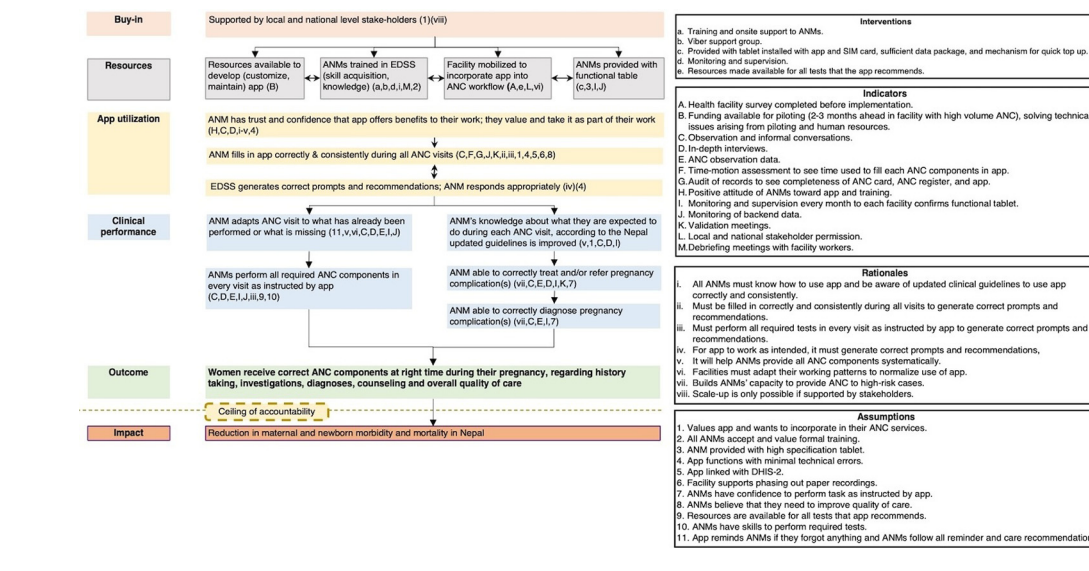 Buy-in
Supported by local and national level stake-holders (1)(viii)
Resources
Resources available to
develop (customize,
maintain) app (B)
ANMs trained in EDSS
(skill acquisition,
knowledge) (a,b,d,i,M,2)
Facility mobilized to
incorporate app into
ANC workflow (A,e,L,vi)
ANMs provided with
functional table
(c,3,I,J)
App utilization
ANM has trust and confidence that app offers benefits to their work; they value and take it as part of their work
(H,C,D,i-v,4)
ANM fills in app correctly & consistently during all ANC visits (C,F,G,J,K,ii,iii,1,4,5,6,8)
EDSS generates correct prompts and recommendations; ANM responds appropriately (iv)(4)
Clinical
performance
ANM adapts ANC visit to what has already been
performed or what is missing (11,v,vi,C,D,E,I,J)
ANM's knowledge about what they are expected to
do during each ANC visit, according to the Nepal
updated guidelines is improved (v,1,C,D,I)
ANMs perform all required ANC components in
every visit as instructed by app
(C,D,E,I,J,iii,9,10)
ANM able to correctly treat and/or refer pregnancy
complication(s) (vii,C,E,D,I,K,7)
ANM able to correctly diagnose pregnancy
complication(s) (vii,C,E,I,7)
Outcome
Women receive correct ANC components at right time during their pregnancy, regarding history
taking, investigations, diagnoses, counseling and overall quality of care
Ceiling of accountability
Impact
Reduction in maternal and newborn morbidity and mortality in Nepal
Interventions
a. Training and onsite support to ANMs.
b. Viber support group.
c. Provided with tablet installed with app and SIM card, sufficient data package, and mechanism for quick top up.
d. Monitoring and supervision.
e. Resources made available for all tests that the app recommends.
Indicators
A. Health facility survey completed before implementation.
B. Funding available for piloting (2-3 months ahead in facility with high volume ANC), solving technica
issues arising from piloting and human resources.
C. Observation and informal conversations.
D. In-depth interviews.
E. ANC observation data.
F. Time-motion assessment to see time used to fill each ANC components in app.
G. Audit of records to see completeness of ANC card, ANC register, and app.
H. Positive attitude of ANMs toward app and training.
I. Monitoring and supervision every month to each facility confirms functional tablet.
J. Monitoring of backend data.
K. Validation meetings.
L. Local and national stakeholder permission.
M. Debriefing meetings with facility workers.
Rationales
i. All ANMs must know how to use app and be aware of updated clinical guidelines to use app
correctly and consistently.
ii. Must be filled in correctly and consistently during all visits to generate correct prompts and
recommendations.
iii. Must perform all required tests in every visit as instructed by app to generate correct prompts and
recommendations.
iv. For app to work as intended, it must generate correct prompts and recommendations,
v. It will help ANMs provide all ANC components systematically.
vi. Facilities must adapt their working patterns to normalize use of app.
vii. Builds ANMs' capacity to provide ANC to high-risk cases.
viii. Scale-up is only possible if supported by stakeholders.
Assumptions
1. Values app and wants to incorporate in their ANC services.
2. All ANMs accept and value formal training.
3. ANM provided with high specification tablet.
4. App functions with minimal technical errors.
5. App linked with DHIS-2.
6. Facility supports phasing out paper recordings.
7. ANMs have confidence to perform task as instructed by app.
8. ANMs believe that they need to improve quality of care.
9. Resources are available for all tests that app recommends.
10. ANMs have skills to perform required tests.
11. App reminds ANMs if they forgot anything and ANMs follow all reminder and care recommendation